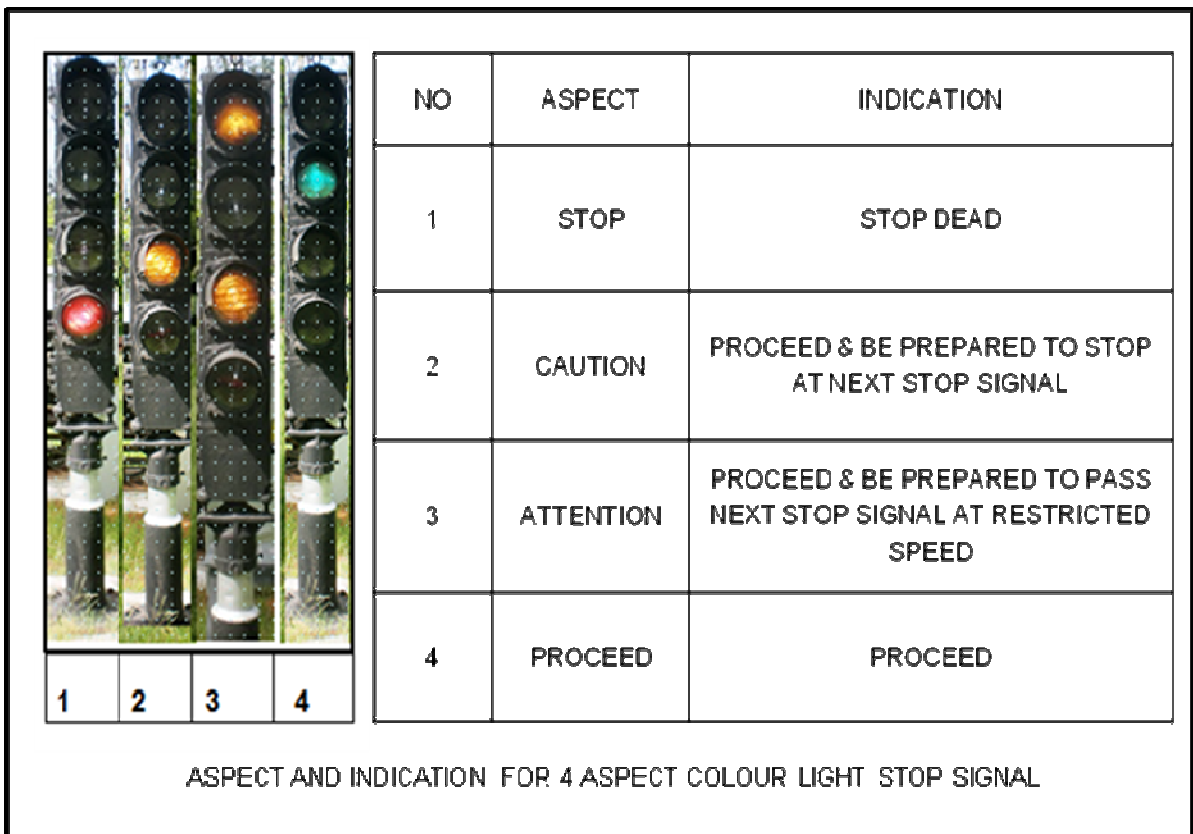 NO ASPECT INDICATION
1 STOP STOP DEAD
2 CAUTION PROCEED & BE PREPARED TO STOP
AT NEXT STOP SIGNAL
3 ATTENTION PROCEED & BE PREPARED TO PASS
NEXT STOP SIGNAL AT RESTRICTED
SPEED
4 PROCEED PROCEED
1 2 3 4
ASPECT AND INDICATION FOR 4 ASPECT COLOUR LIGHT STOP SIGNAL